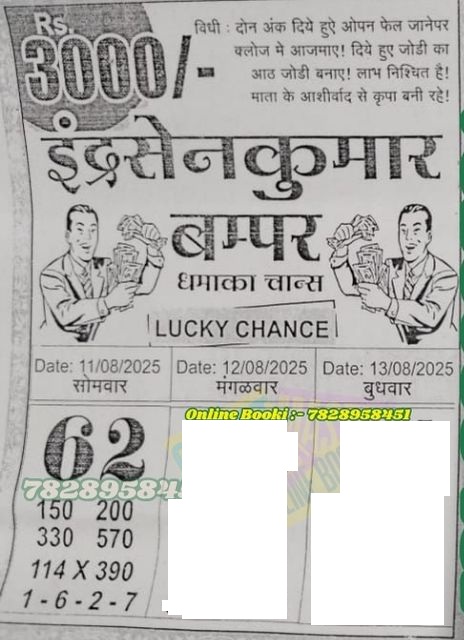 Rs.
3000/-
विधी : दोन अंक दिये हुऐ ओपन फेल जानेपर
क्लोज मे आजमाए! दिये हुए जोडी का
आठ जोडी बनाए! लाभ निश्चित है!
माता के आशीर्वाद से कृपा बनी रहे!
इंद्रसेनकुमार
बम्पर
धमाका चान्स
LUCKY CHANCE
Date: 11/08/2025 Date: 12/08/2025 Date: 13/08/2025
सोमवार मंगळवार बुधवार
Online Booki :- 7828958451
62
78289584
150 200
330 570
114 X 390
1-6-2-7